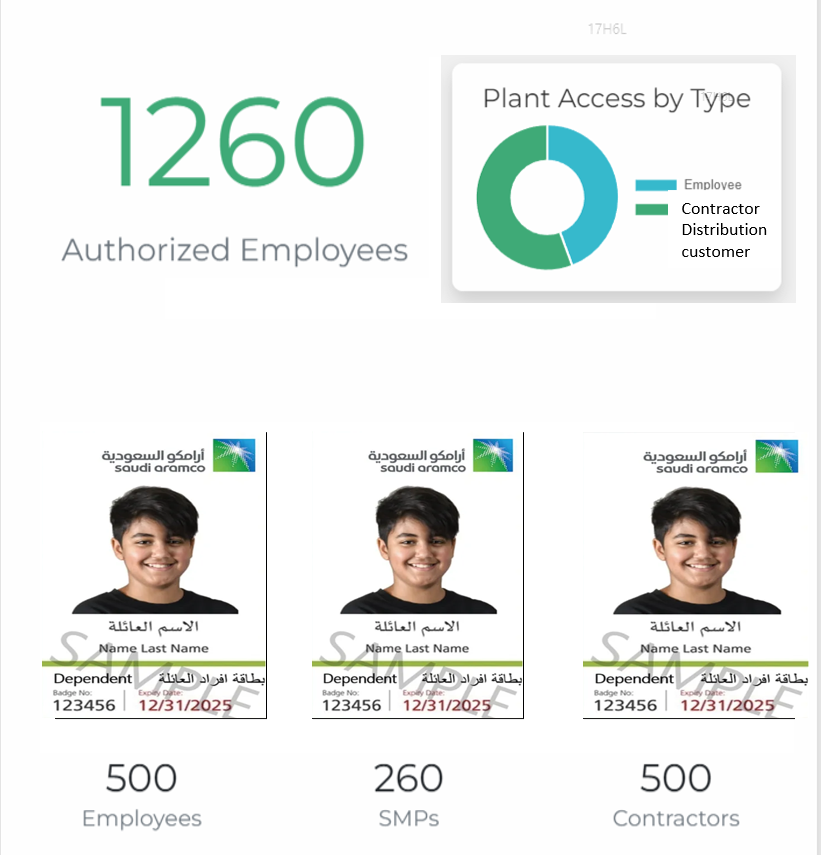 17H6L
1260
Authorized Employees
Plant Access by Type
Employee
Contractor
Distribution
customer
أرامكو السعودية
saudi aramco
الاسم العائلة
Name Last Name
SAMPLE
Dependent بطاقة افراد العائلة
Badge No: Expiry Date:
123456 12/31/2025
500
Employees
أرامكو السعودية
saudi aramco
الاسم العائلة
Name Last Name
SAMPLE
Dependent بطاقة افراد العائلة
Badge No: Expiry Date:
123456 12/31/2025
260
SMPs
أرامكو السعودية
saudi aramco
الاسم العائلة
Name Last Name
SAMPLE
Dependent بطاقة افراد العائلة
Badge No: Expiry Date:
123456 12/31/2025
500
Contractors